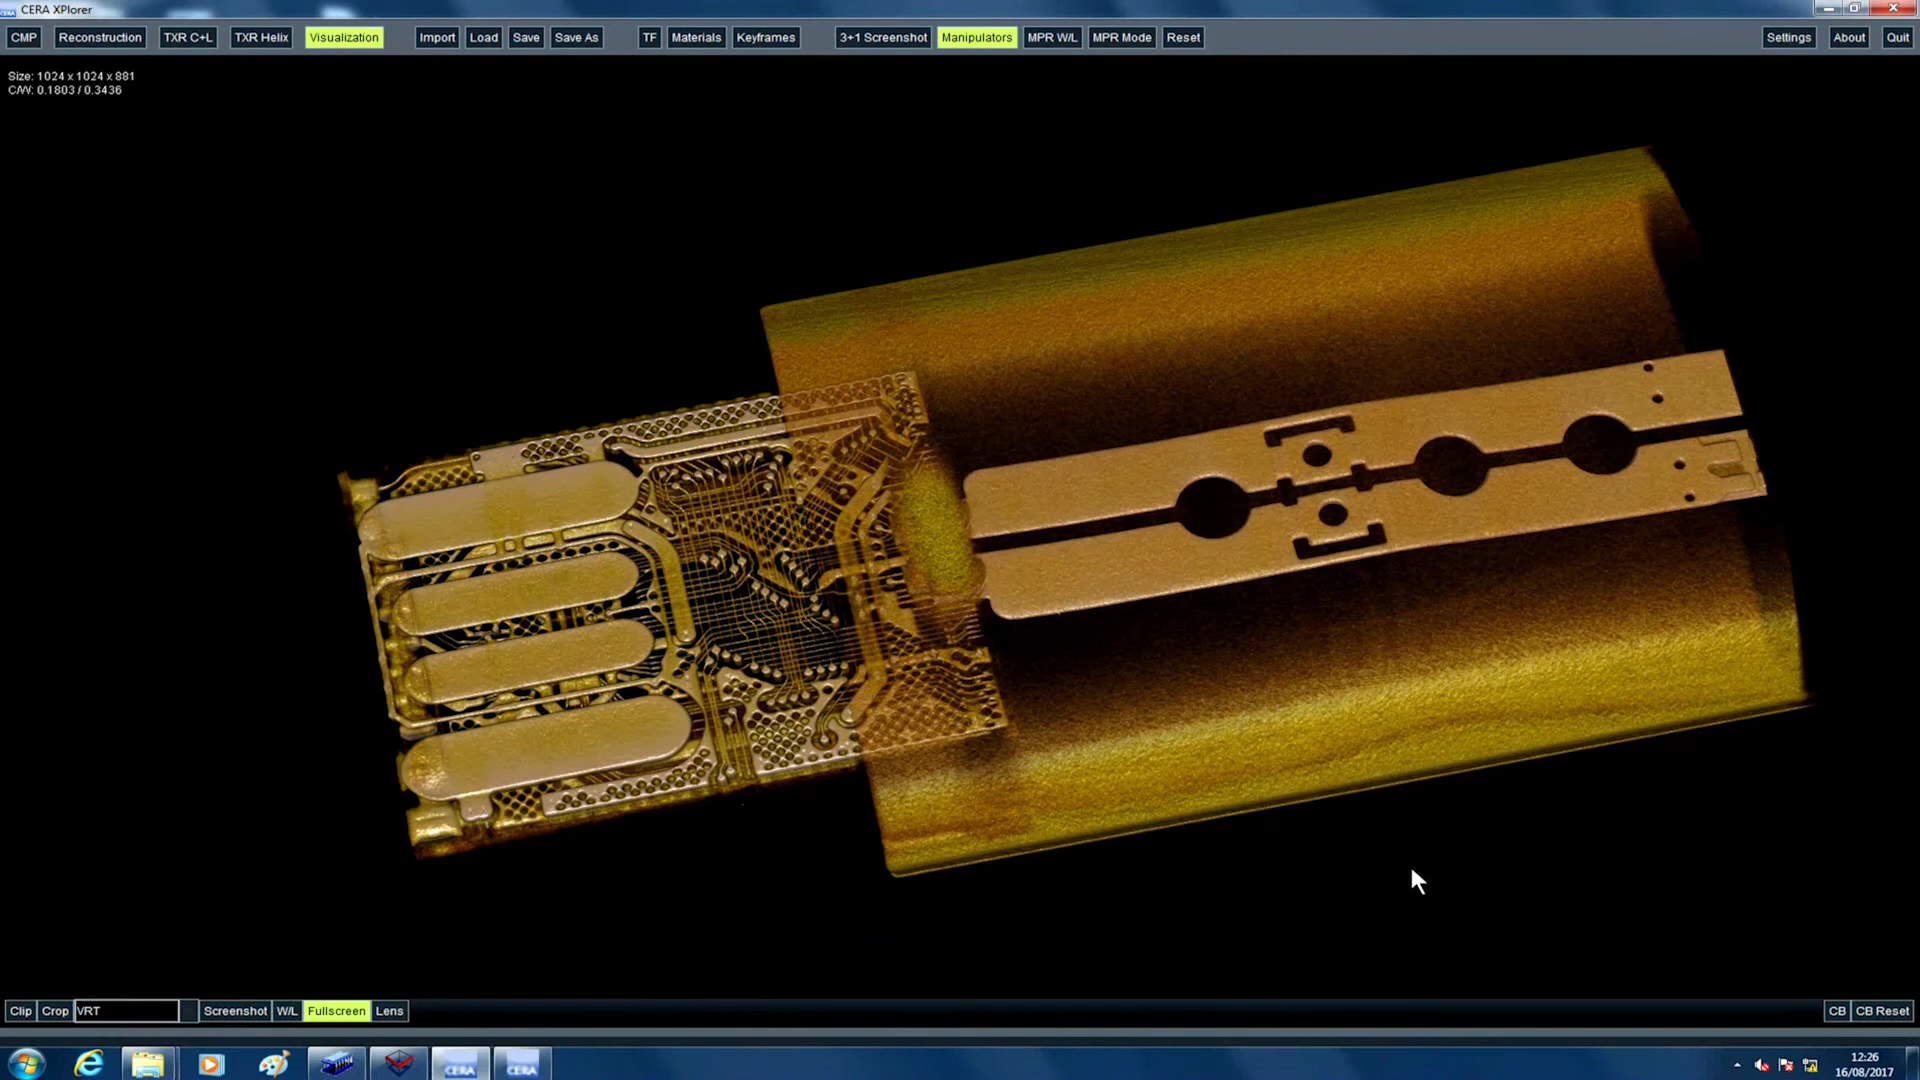 CERA XPlorer
CMP Reconstruction TXR C+L TXR Helix Visualization Import Load Save Save As TF Materials Keyframes 3+1 Screenshot Manipulators MPR W/L MPR Mode Reset Settings About Quit
Size: 1024 x 1024 x 881
C/W: 0.1803 / 0.3436
Clip Crop VRT Screenshot W/L Fullscreen Lens CB CB Reset
CERA CERA 12:26
16/08/2017